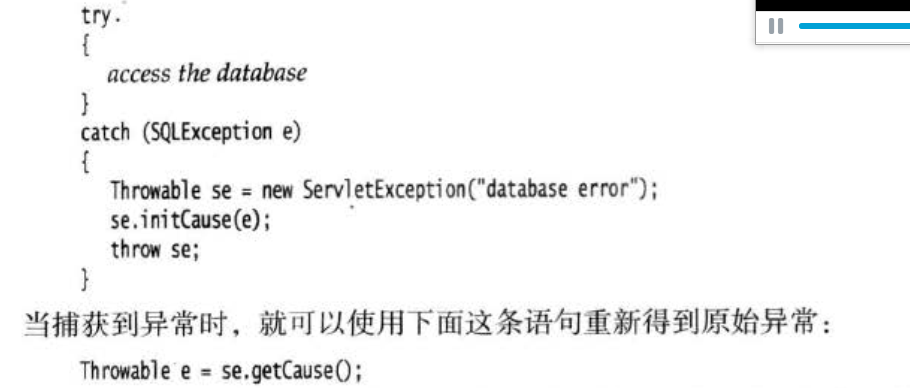 try.
{
access the database
}
catch (SQLException e)
{
Throwable se = new ServletException("database error");
se.initCause(e);
throw se;
}
当捕获到异常时，就可以使用下面这条语句重新得到原始异常：
Throwable e = se.getCause();